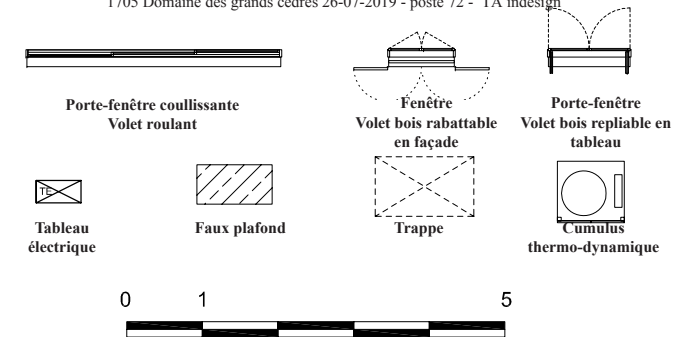 1705 Domaine des grands cèdres 26-07-2019 - poste 72 - TA indesign
Porte-fenêtre coullissante
Volet roulant
Fenêtre
Volet bois rabattable
en façade
Porte-fenêtre
Volet bois repliable en
tableau
TE
Tableau
électrique
Faux plafond
Trappe
Cumulus
thermo-dynamique
0 1 5